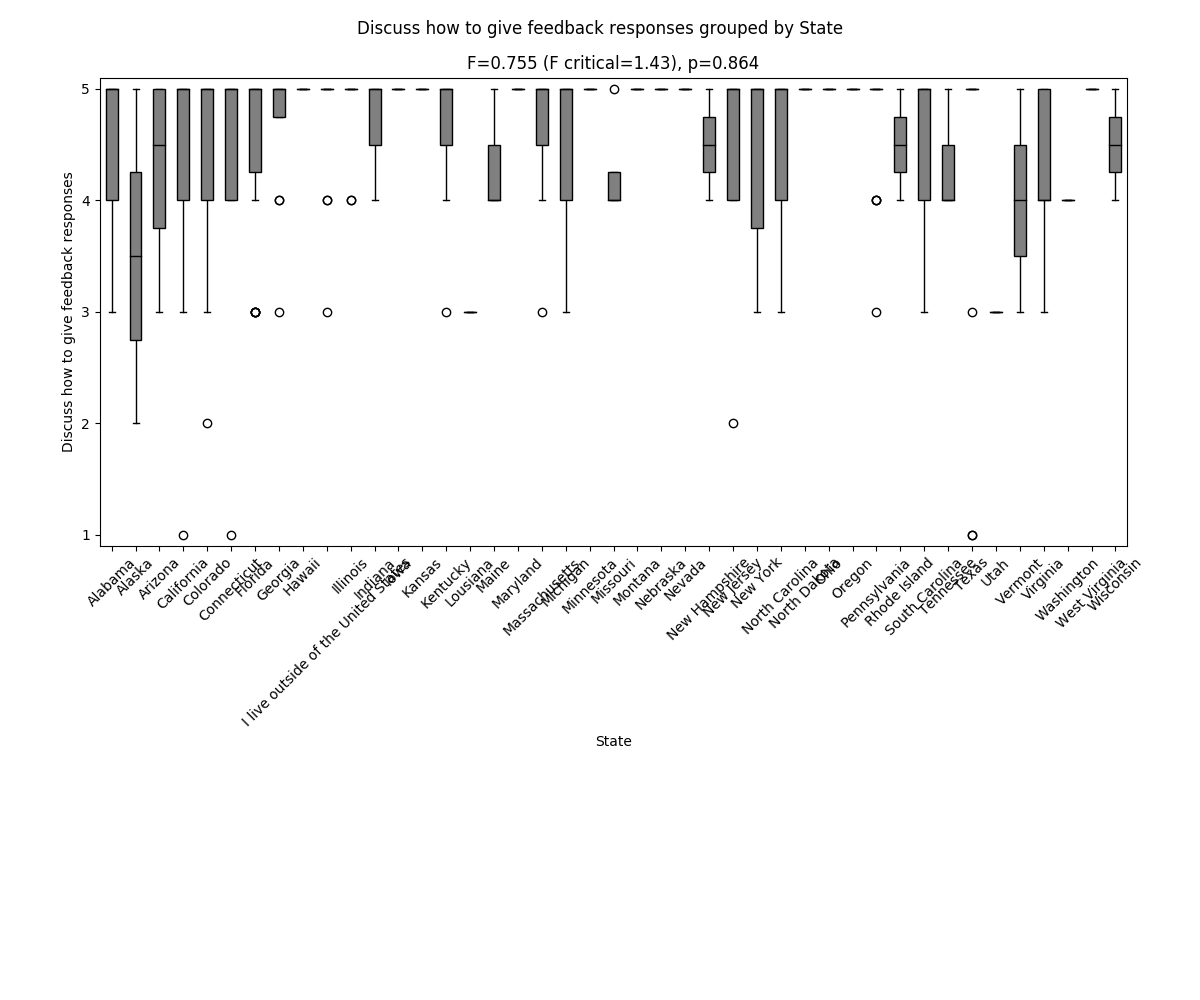 Discuss how to give feedback responses grouped by State
F=0.755 (F critical=1.43), p=0.864
Discuss how to give feedback responses
5
4
3
2
1
Alabama
Alaska
Arizona
California
Colorado
Connecticut
Florida
Georgia
Hawaii
I live outside of the United States
Illinois
Indiana
Iowa
Kansas
Kentucky
Lousiana
Maine
Maryland
Massachusetts
Michigan
Minnesota
Missouri
Montana
Nebraska
Nevada
New Hampshire
New Jersey
New York
North Carolina
North Dakota
Ohio
Oregon
Pennsylvania
Rhode Island
South Carolina
Tennessee
Texas
Utah
Vermont
Virginia
Washington
West Virginia
Wisconsin
State